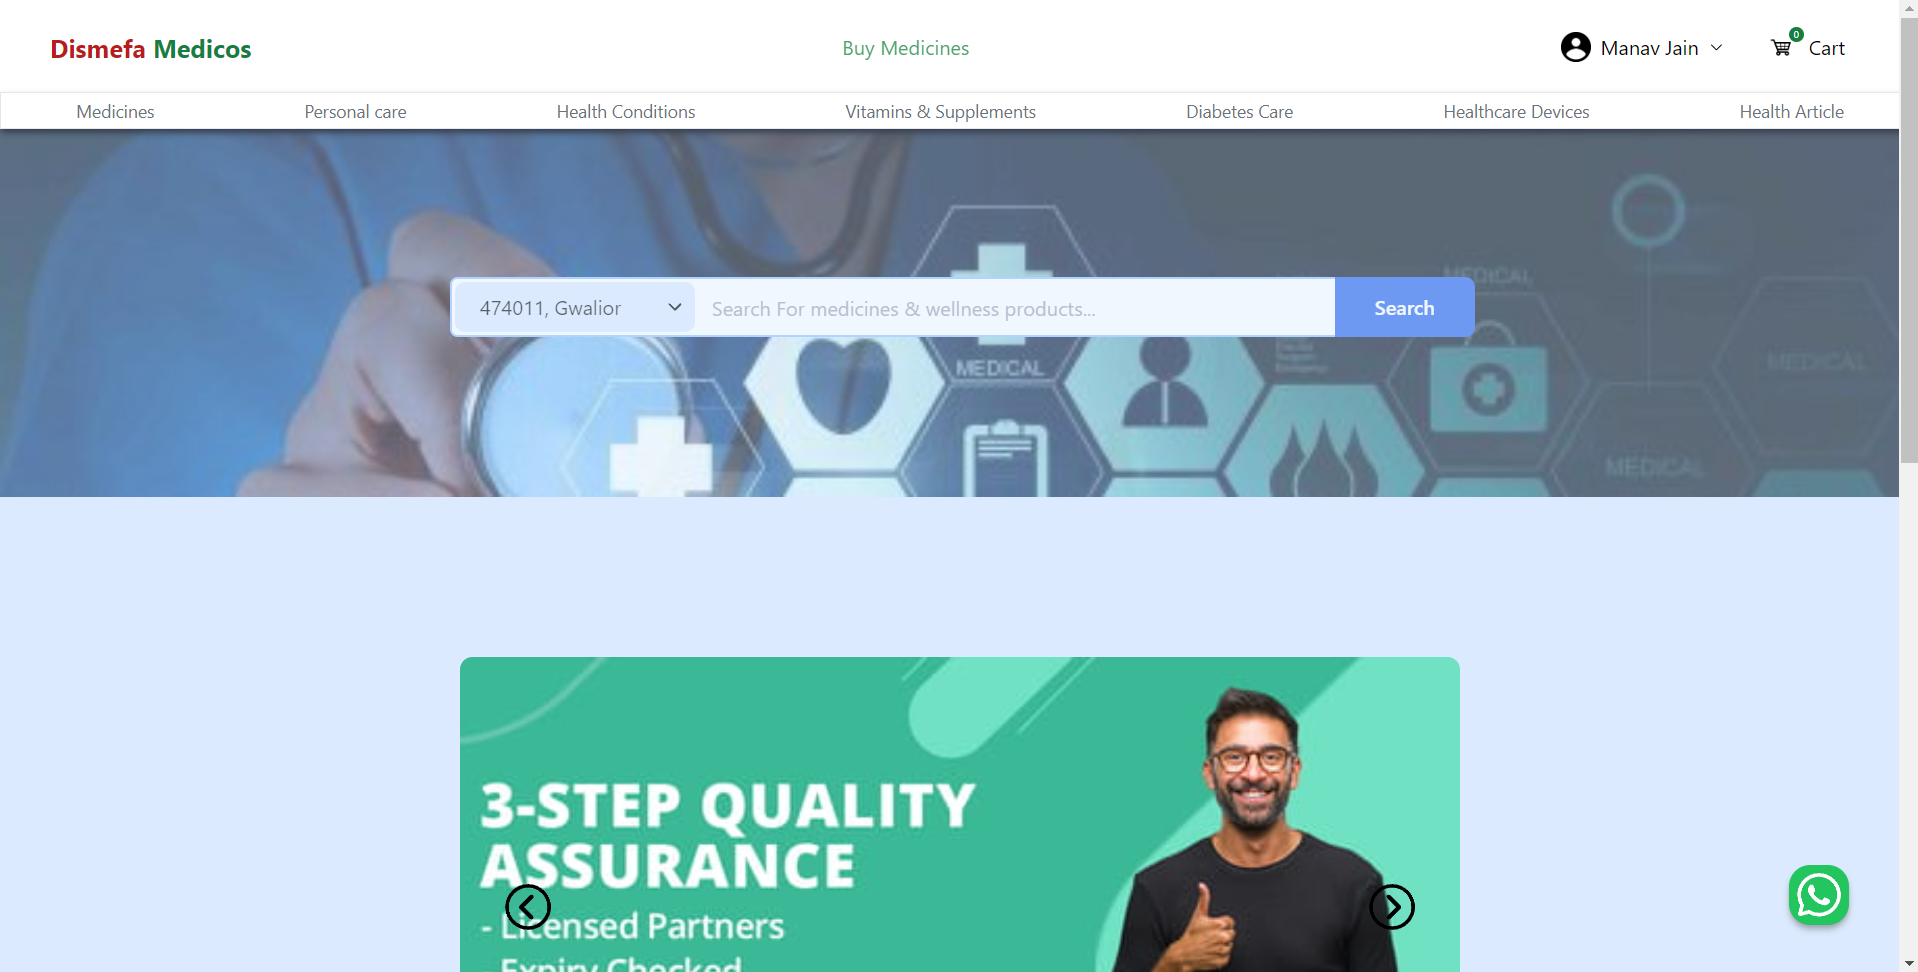 Dismefa Medicos
Buy Medicines
Manav Jain
0
Cart
Medicines
Personal care
Health Conditions
Vitamins & Supplements
Diabetes Care
Healthcare Devices
Health Article
MEDICAL
474011, Gwalior
Search For medicines & wellness products...
Search
MEDICAL
MEDICAL
MEDICAL
3-STEP QUALITY
ASSURANCE
- Licensed Partners
- Expiry Checked